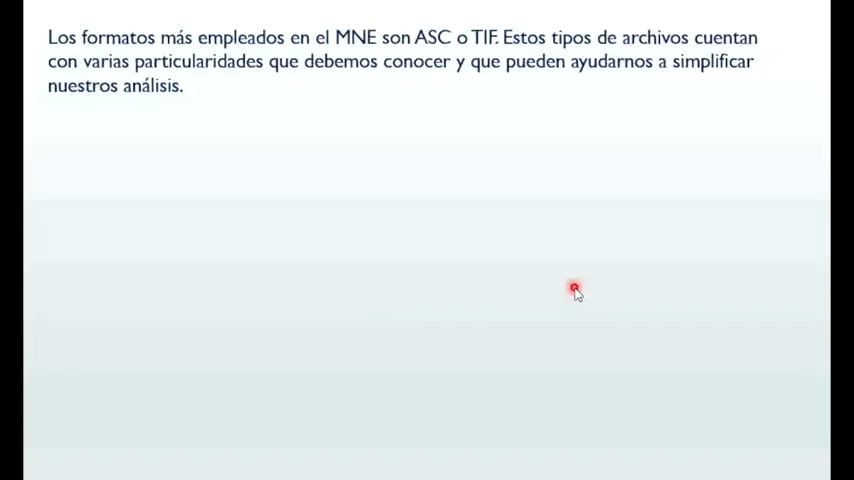 Los formatos más empleados en el MNE son ASC o TIF. Estos tipos de archivos cuentan
con varias particularidades que debemos conocer y que pueden ayudarnos a simplificar
nuestros análisis.